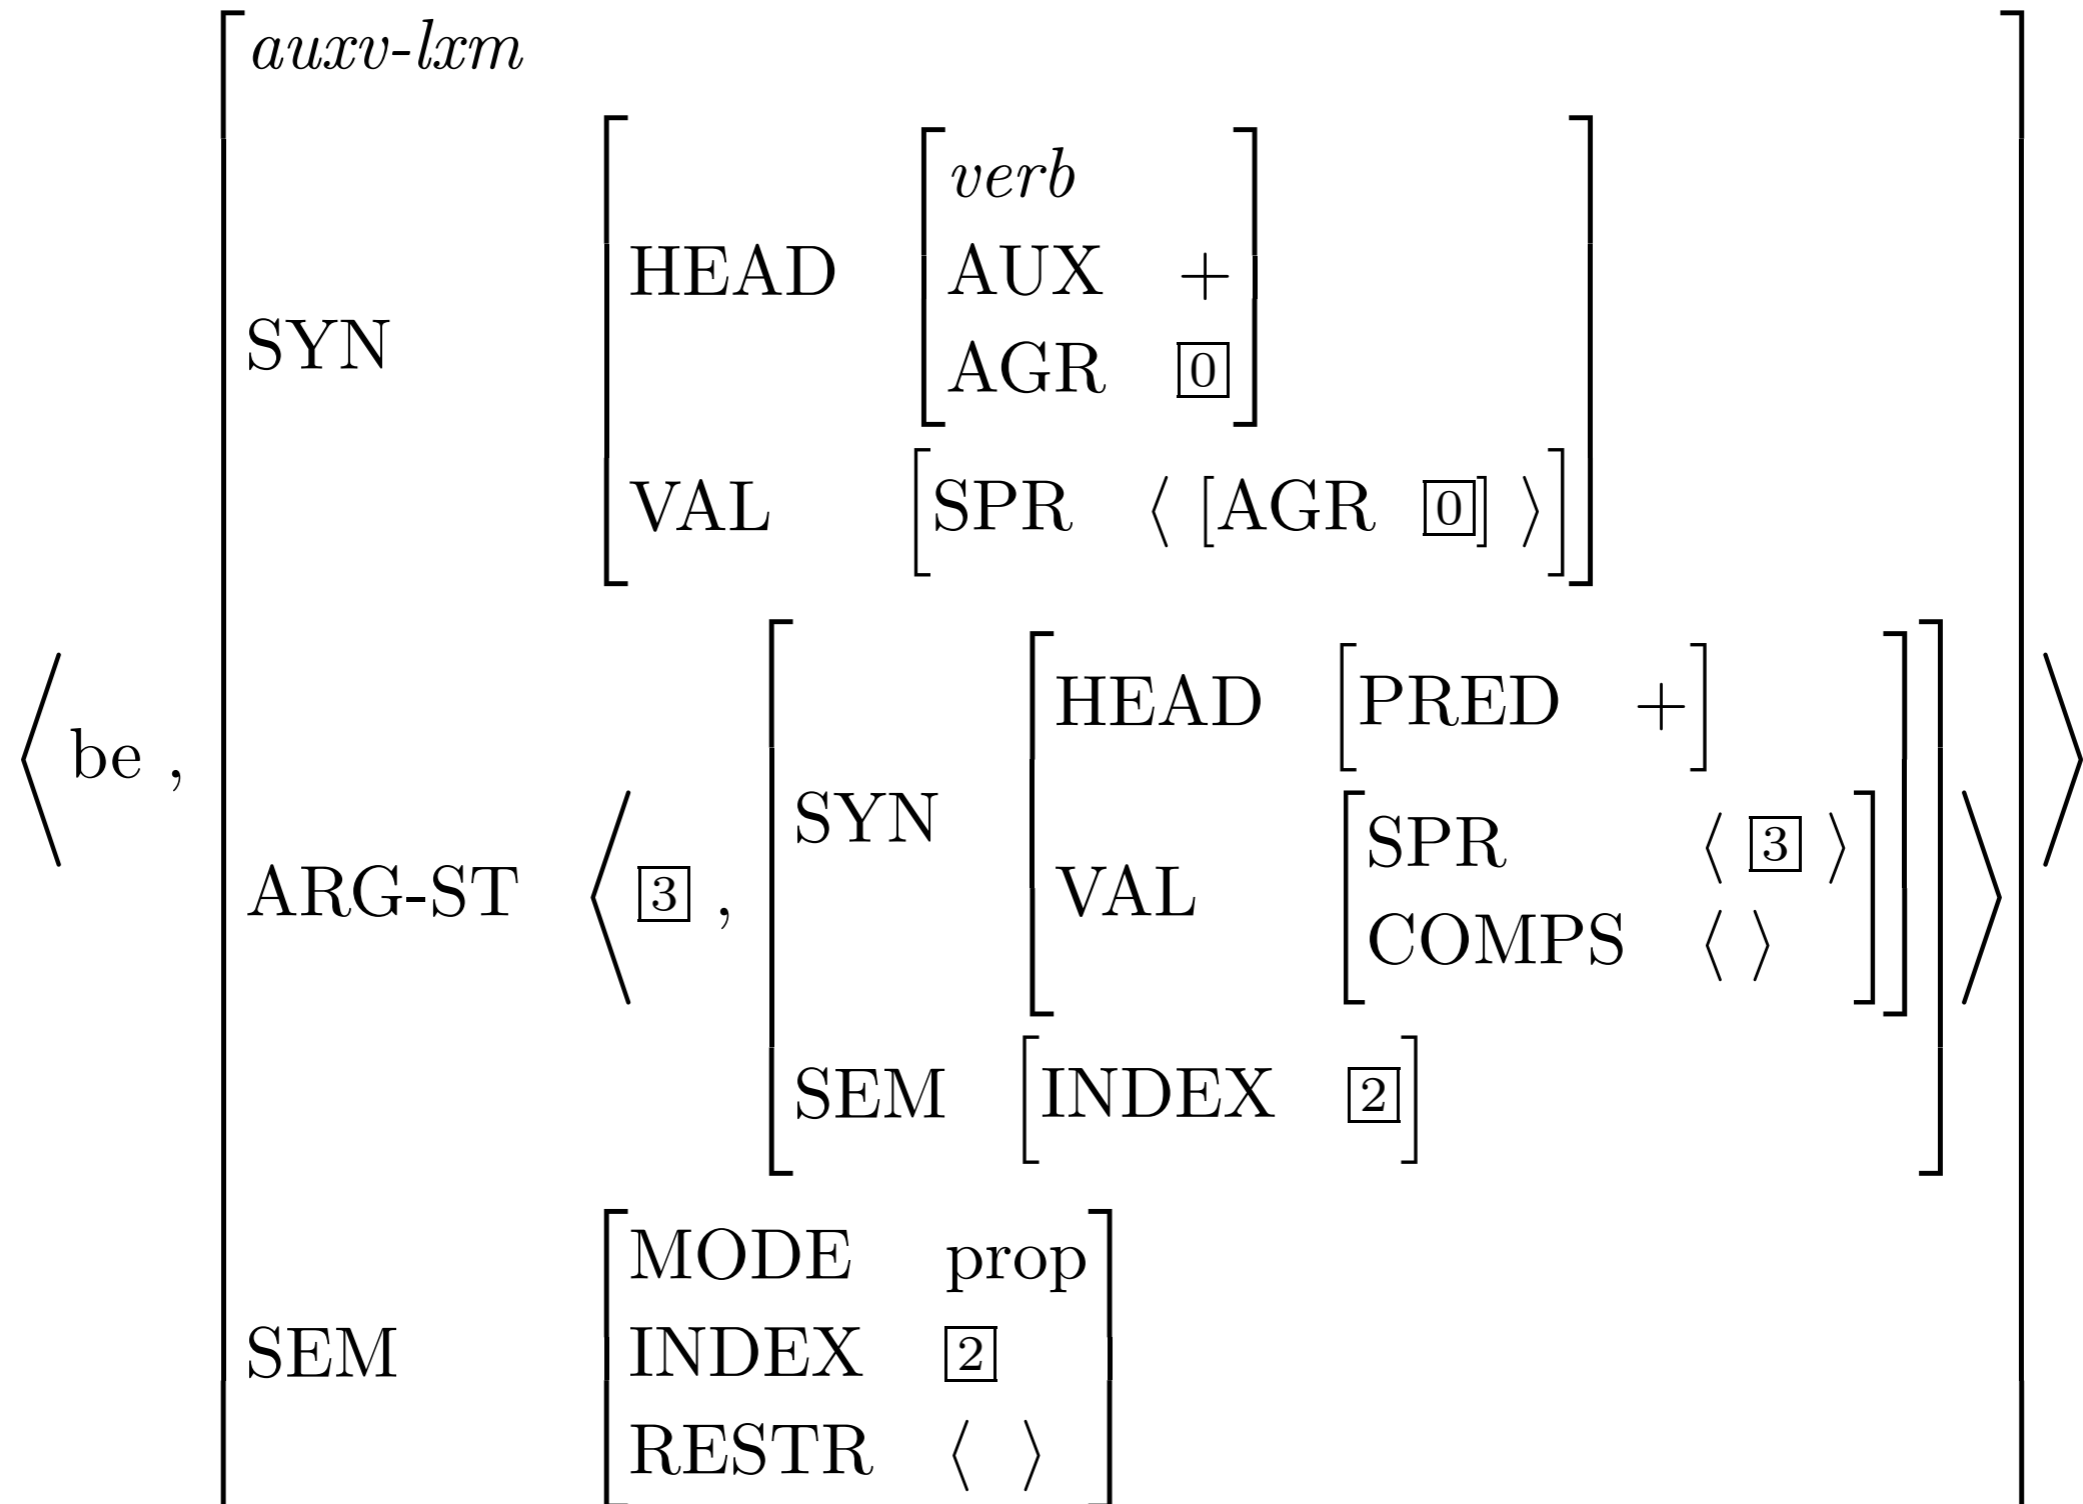 auxv-lxm
verb
HEAD AUX +
SYN AGR 0
VAL SPR ⟨ [AGR 0] ⟩
HEAD PRED +
⟨ be ,
SYN SPR ⟨ 3 ⟩
ARG-ST ⟨ 3 , VAL
COMPS ⟨ ⟩
SEM INDEX 2
MODE prop
SEM INDEX 2
RESTR ⟨ ⟩